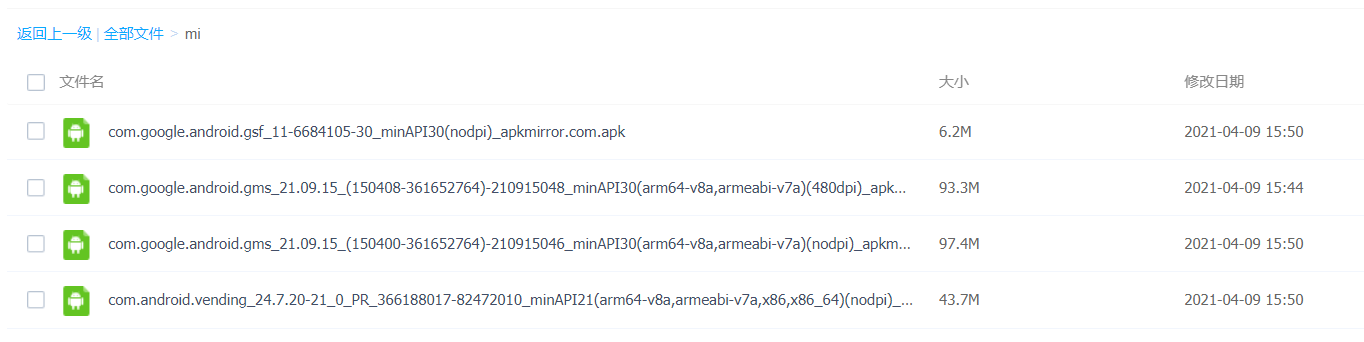 返回上一级 | 全部文件 > mi
文件名 大小 修改日期
com.google.android.gsf_11-6684105-30_minAPI30(nodpi)_apkmirror.com.apk 6.2M 2021-04-09 15:50
com.google.android.gms_21.09.15_(150408-361652764)-210915048_minAPI30(arm64-v8a,armeabi-v7a)(480dpi)_apk... 93.3M 2021-04-09 15:44
com.google.android.gms_21.09.15_(150400-361652764)-210915046_minAPI30(arm64-v8a,armeabi-v7a)(nodpi)_apkm... 97.4M 2021-04-09 15:50
com.android.vending_24.7.20-21_0_PR_366188017-82472010_minAPI21(arm64-v8a,armeabi-v7a,x86,x86_64)(nodpi)_... 43.7M 2021-04-09 15:50